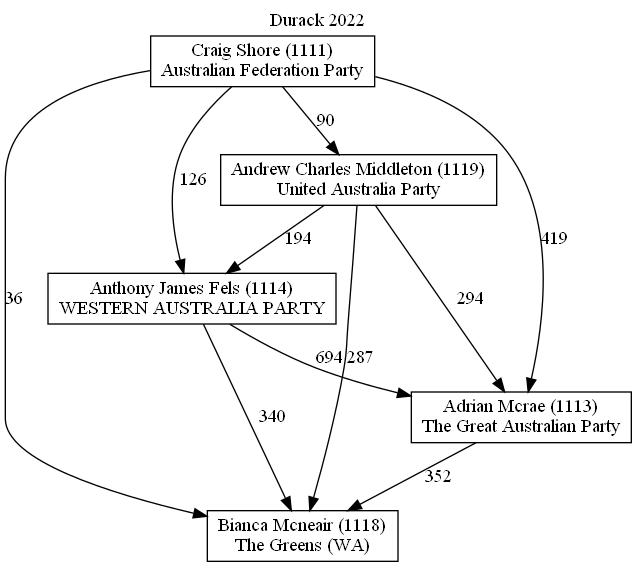 Durack 2022
Craig Shore (1111)
Australian Federation Party
90
Andrew Charles Middleton (1119)
United Australia Party
126
194
419
36
Anthony James Fels (1114)
WESTERN AUSTRALIA PARTY
294
694
287
Adrian Mcrae (1113)
The Great Australian Party
340
352
Bianca Mcneair (1118)
The Greens (WA)